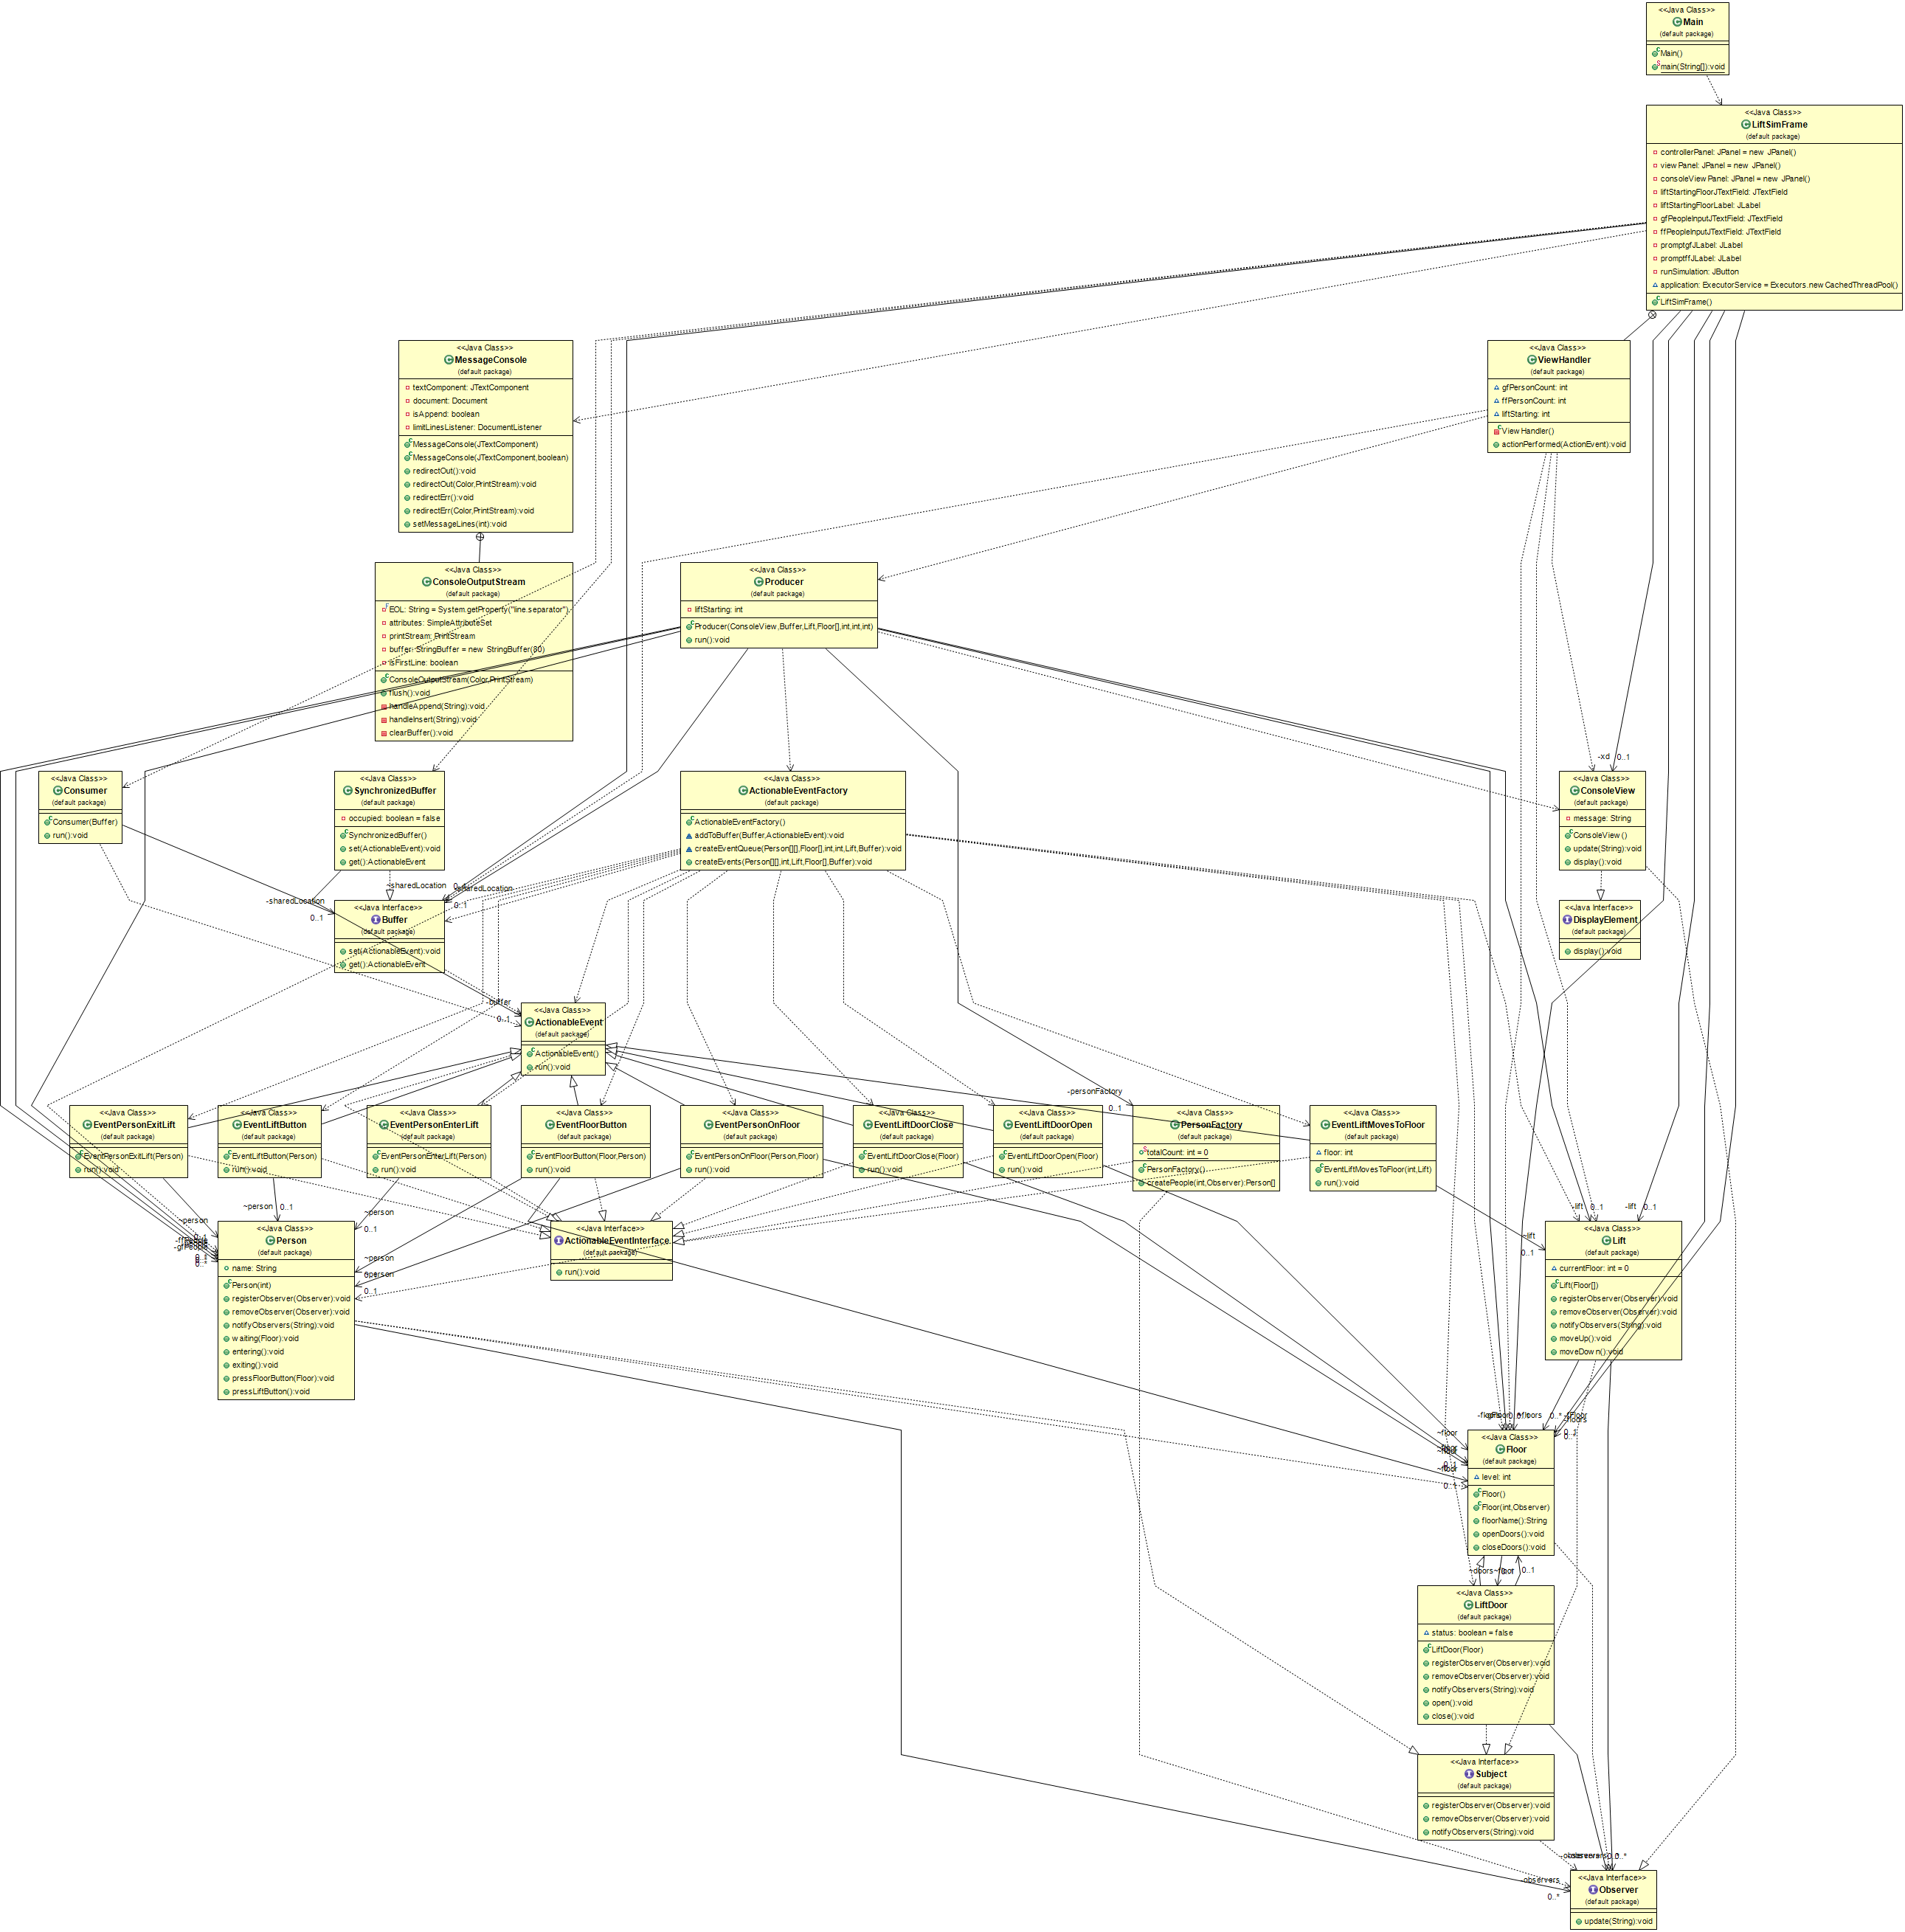 <<Java Class>>
Main
(default package)
Main()
main(String[]):void
<<Java Class>>
LiftSimFrame
(default package)
controllerPanel: JPanel = new JPanel()
viewPanel: JPanel = new JPanel()
consoleViewPanel: JPanel = new JPanel()
liftStartingFloorJTextField: JTextField
liftStartingFloorLabel: JLabel
gfPeopleInputJTextField: JTextField
ffPeopleInputJTextField: JTextField
promptgfJLabel: JLabel
promptffJLabel: JLabel
runSimulation: JButton
application: ExecutorService = Executors.newCachedThreadPool()
LiftSimFrame()
<<Java Class>>
MessageConsole
(default package)
textComponent: JTextComponent
document: Document
isAppend: boolean
limitLinesListener: DocumentListener
MessageConsole(JTextComponent)
MessageConsole(JTextComponent,boolean)
redirectOut():void
redirectOut(Color,PrintStream):void
redirectErr():void
redirectErr(Color,PrintStream):void
setMessageLines(int):void
<<Java Class>>
ViewHandler
(default package)
gfPersonCount: int
ffPersonCount: int
liftStarting: int
ViewHandler()
actionPerformed(ActionEvent):void
<<Java Class>>
ConsoleOutputStream
(default package)
EOL: String = System.getProperty("line.separator")
attributes: SimpleAttributeSet
printStream: PrintStream
buffer: StringBuffer = new StringBuffer(80)
isFirstLine: boolean
ConsoleOutputStream(Color,PrintStream)
flush():void
handleAppend(String):void
handleInsert(String):void
clearBuffer():void
<<Java Class>>
Producer
(default package)
liftStarting: int
Producer(ConsoleView,Buffer,Lift,Floor[],int,int,int)
run():void
-xd 0..1
<<Java Class>>
Consumer
(default package)
Consumer(Buffer)
run():void
<<Java Class>>
SynchronizedBuffer
(default package)
occupied: boolean = false
SynchronizedBuffer()
set(ActionableEvent):void
get():ActionableEvent
<<Java Class>>
ActionableEventFactory
(default package)
ActionableEventFactory()
addToBuffer(Buffer,ActionableEvent):void
createEventQueue(Person[][],Floor[],int,int,Lift,Buffer):void
createEvents(Person[][],int,Lift,Floor[],Buffer):void
<<Java Class>>
ConsoleView
(default package)
message: String
ConsoleView()
update(String):void
display():void
~sharedLocation
-sharedLocation
0..1
-sharedLocation
0..1
<<Java Interface>>
Buffer
(default package)
set(ActionableEvent):void
get():ActionableEvent
<<Java Interface>>
DisplayElement
(default package)
display():void
-buffer
0..1
<<Java Class>>
ActionableEvent
(default package)
ActionableEvent()
run():void
-personFactory
0..1
<<Java Class>>
EventPersonExitLift
(default package)
EventPersonExitLift(Person)
run():void
<<Java Class>>
EventLiftButton
(default package)
EventLiftButton(Person)
run():void
<<Java Class>>
EventPersonEnterLift
(default package)
EventPersonEnterLift(Person)
run():void
<<Java Class>>
EventFloorButton
(default package)
EventFloorButton(Floor,Person)
run():void
<<Java Class>>
EventPersonOnFloor
(default package)
EventPersonOnFloor(Person,Floor)
run():void
<<Java Class>>
EventLiftDoorClose
(default package)
EventLiftDoorClose(Floor)
run():void
<<Java Class>>
EventLiftDoorOpen
(default package)
EventLiftDoorOpen(Floor)
run():void
<<Java Class>>
PersonFactory
(default package)
totalCount: int = 0
PersonFactory()
createPeople(int,Observer):Person[]
<<Java Class>>
EventLiftMovesToFloor
(default package)
floor: int
EventLiftMovesToFloor(int,Lift)
run():void
~person
~person 0..1
~person
0..1
~person
~person
0..1
-gfPeople
-lift 0..1
-lift 0..1
~lift
0..1
<<Java Class>>
Person
(default package)
name: String
Person(int)
registerObserver(Observer):void
removeObserver(Observer):void
notifyObservers(String):void
waiting(Floor):void
entering():void
exiting():void
pressFloorButton(Floor):void
pressLiftButton():void
<<Java Interface>>
ActionableEventInterface
(default package)
run():void
<<Java Class>>
Lift
(default package)
currentFloor: int = 0
Lift(Floor[])
registerObserver(Observer):void
removeObserver(Observer):void
notifyObservers(String):void
moveUp():void
moveDown():void
~floor
~floor
0..1
~floor
0..1
<<Java Class>>
Floor
(default package)
level: int
Floor()
Floor(int,Observer)
floorName():String
openDoors():void
closeDoors():void
~doors
~floor
0..1
<<Java Class>>
LiftDoor
(default package)
status: boolean = false
LiftDoor(Floor)
registerObserver(Observer):void
removeObserver(Observer):void
notifyObservers(String):void
open():void
close():void
<<Java Interface>>
Subject
(default package)
registerObserver(Observer):void
removeObserver(Observer):void
notifyObservers(String):void
-observers
0..*
-observers
0..*
<<Java Interface>>
Observer
(default package)
update(String):void